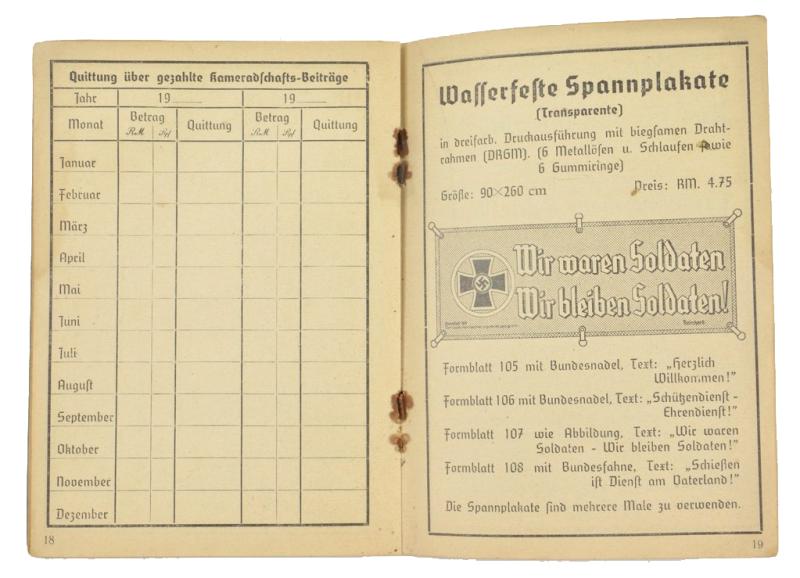 Quittung über gezahlte Kameradschafts-Beiträge
Jahr 19 19
Monat Betrag Quittung Betrag Quittung
RM Rpf RM Rpf
Januar
Februar
März
April
Mai
Juni
Juli
August
September
Oktober
November
Dezember
18
Wasserfeste Spannplakate
(Transparente)
in dreifarb. Druckausführung mit biegsamen Draht-
rahmen (DRGM). (6 Metallösen u. Schlaufen sowie
6 Gummiringe)
Größe: 90×260 cm Preis: RM. 4.75
Wir waren Soldaten
Wir bleiben Soldaten!
Formblatt 105 mit Bundesnadel, Text: „Herzlich
Willkommen!"
Formblatt 106 mit Bundesnadel, Text: „Schützendienst -
Ehrendienst!"
Formblatt 107 wie Abbildung, Text: „Wir waren
Soldaten - Wir bleiben Soldaten!"
Formblatt 108 mit Bundesfahne, Text: „Schießen
ist Dienst am Vaterland!"
Die Spannplakate sind mehrere Male zu verwenden.
19